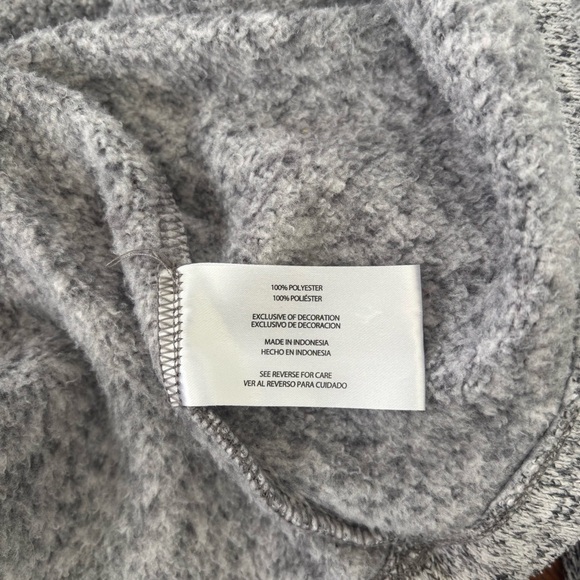 100% POLYESTER
100% POLIÉSTER
EXCLUSIVE OF DECORATION
EXCLUSIVO DE DECORACION
MADE IN INDONESIA
HECHO EN INDONESIA
SEE REVERSE FOR CARE
VER AL REVERSO PARA CUIDADO